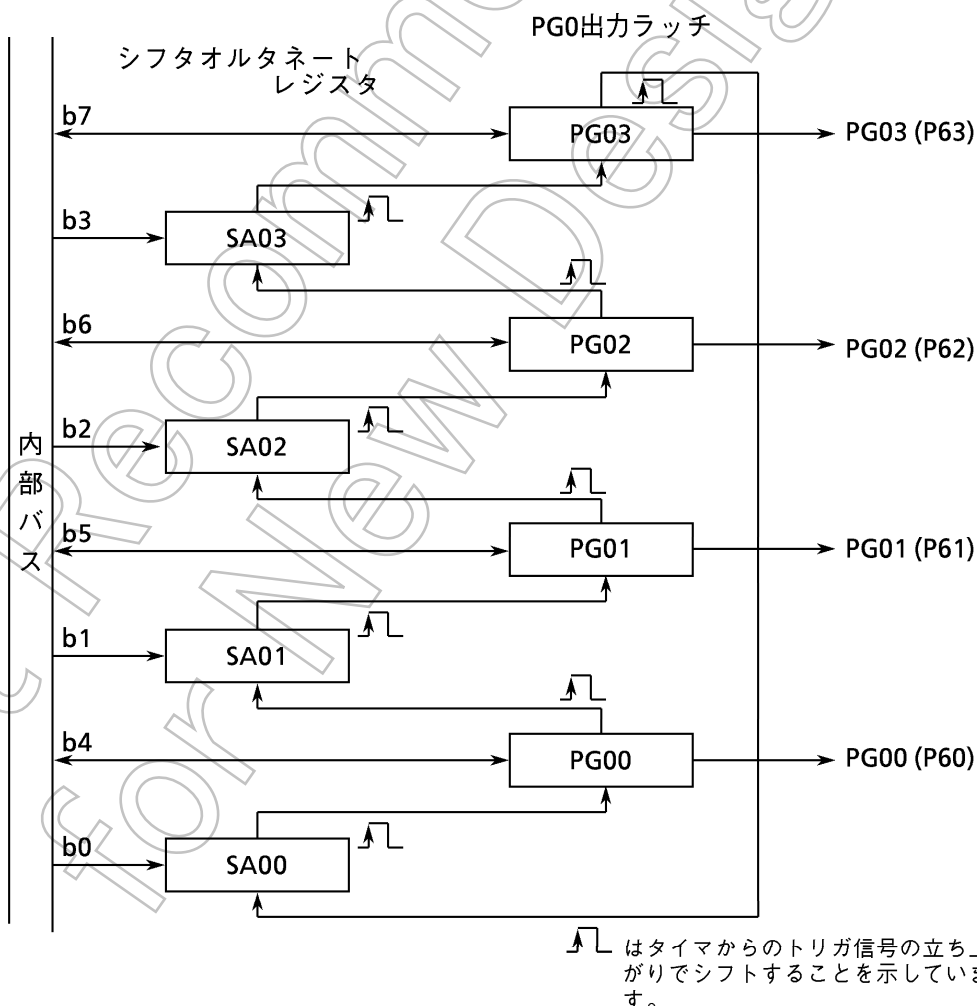 PG0出力ラッチ
シフタオルタネート
レジスタ
b7
PG03
PG03 (P63)
b3
SA03
b6
PG02
PG02 (P62)
b2
SA02
内部バス
b5
PG01
PG01 (P61)
b1
SA01
b4
PG00
PG00 (P60)
b0
SA00
はタイマからのトリガ信号の立ち上
がりでシフトすることを示していま
す。
Recomme
for New Desig